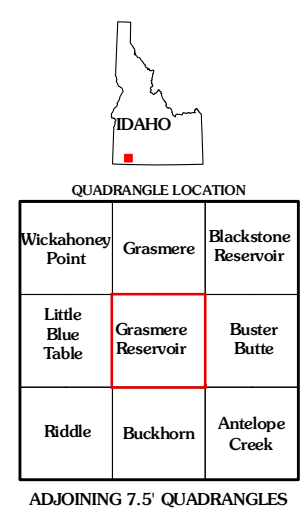 IDAHO
QUADRANGLE LOCATION
Wickahoney
Point
Grasmere
Blackstone
Reservoir
Little
Blue
Table
Grasmere
Reservoir
Buster
Butte
Riddle
Buckhorn
Antelope
Creek
ADJOINING 7.5' QUADRANGLES